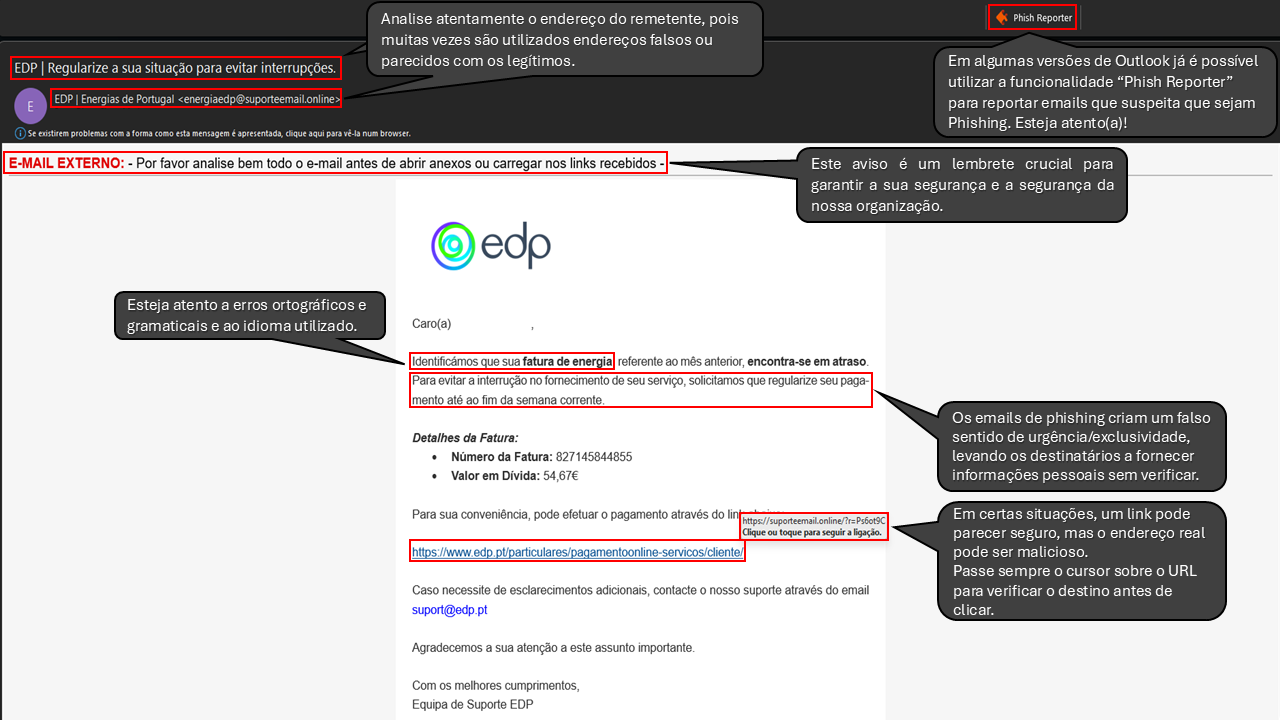 Analise atentamente o endereço do remetente, pois
muitas vezes são utilizados endereços falsos ou
parecidos com os legítimos.
Phish Reporter
Em algumas versões de Outlook já é possível
utilizar a funcionalidade “Phish Reporter”
para reportar emails que suspeita que sejam
Phishing. Esteja atento(a)!
EDP | Regularize a sua situação para evitar interrupções.
E
EDP | Energias de Portugal <energiaedp@suporteemail.online>
Se existirem problemas com a forma como esta mensagem é apresentada, clique aqui para vê-la num browser.
E-MAIL EXTERNO: - Por favor analise bem todo o e-mail antes de abrir anexos ou carregar nos links recebidos -
Este aviso é um lembrete crucial para
garantir a sua segurança e a segurança da
nossa organização.
edp
Esteja atento a erros ortográficos e
gramaticais e ao idioma utilizado.
Caro(a) ,
Identificámos que sua fatura de energia referente ao mês anterior, encontra-se em atraso.
Para evitar a interrução no fornecimento de seu serviço, solicitamos que regularize seu paga-
mento até ao fim da semana corrente.
Os emails de phishing criam um falso
sentido de urgência/exclusividade,
levando os destinatários a fornecer
informações pessoais sem verificar.
Detalhes da Fatura:
• Número da Fatura: 827145844855
• Valor em Dívida: 54,67€
Para sua conveniência, pode efetuar o pagamento através do
https://suporteemail.online/?r=Ps6ot9C
Clique ou toque para seguir a ligação.
https://www.edp.pt/particulares/pagamentoonline-servicos/cliente/
Em certas situações, um link pode
parecer seguro, mas o endereço real
pode ser malicioso.
Passe sempre o cursor sobre o URL
para verificar o destino antes de
clicar.
Caso necessite de esclarecimentos adicionais, contacte o nosso suporte através do email
suport@edp.pt
Agradecemos a sua atenção a este assunto importante.
Com os melhores cumprimentos,
Equipa de Suporte EDP